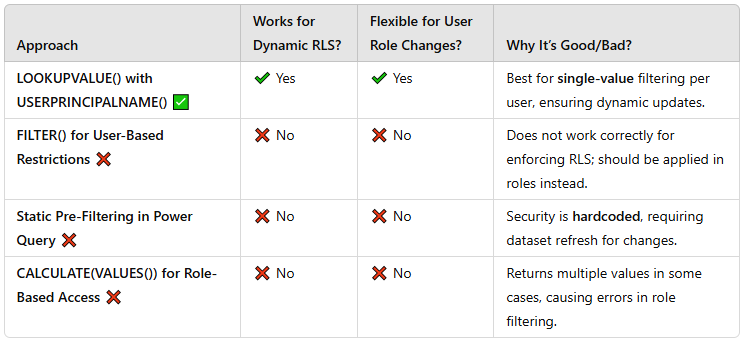 Approach
Works for
Dynamic RLS?
Flexible for User
Role Changes?
Why It's Good/Bad?
LOOKUPVALUE() with
USERPRINCIPALNAME() ✅
✔ Yes
✔ Yes
Best for single-value filtering per
user, ensuring dynamic updates.
FILTER() for User-Based
Restrictions ❌
❌ No
❌ No
Does not work correctly for
enforcing RLS; should be applied in
roles instead.
Static Pre-Filtering in Power
Query ❌
❌ No
❌ No
Security is hardcoded, requiring
dataset refresh for changes.
CALCULATE(VALUES()) for Role-
Based Access ❌
❌ No
❌ No
Returns multiple values in some
cases, causing errors in role
filtering.